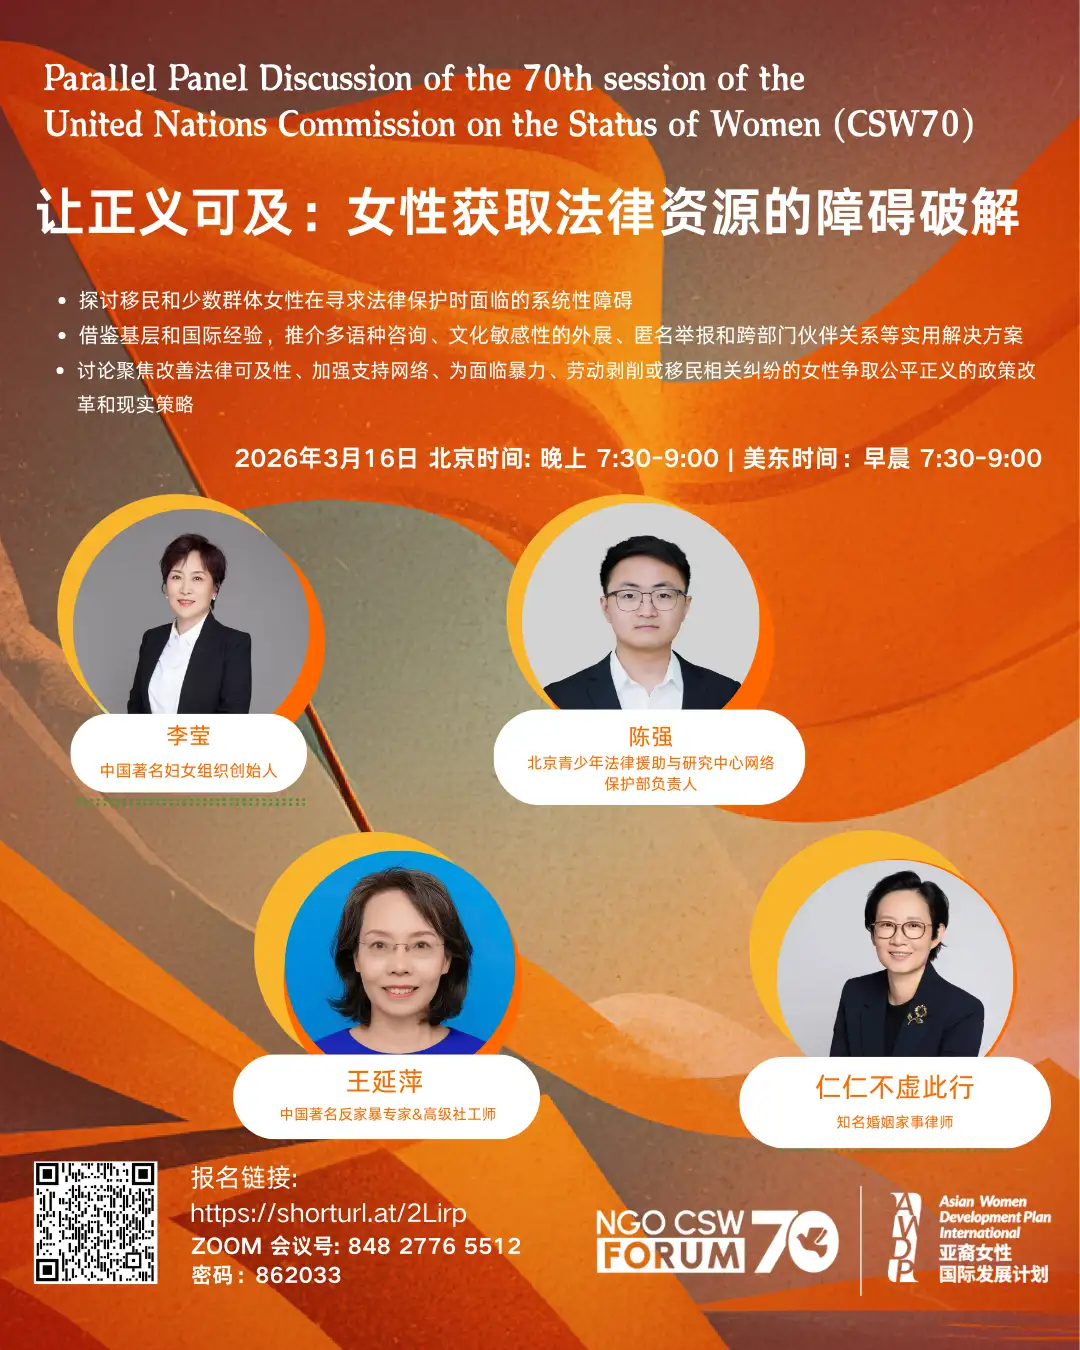 Parallel Panel Discussion of the 70th session of the
United Nations Commission on the Status of Women (CSW70)
让正义可及：女性获取法律资源的障碍破解
• 探讨移民和少数群体女性在寻求法律保护时面临的系统性障碍
• 借鉴基层和国际经验，推介多语种咨询、文化敏感性的外展、匿名举报和跨部门伙伴关系等实用解决方案
• 讨论聚焦改善法律可及性、加强支持网络、为面临暴力、劳动剥削或移民相关纠纷的女性争取公平正义的政策改
革和现实策略
2026年3月16日 北京时间: 晚上 7:30-9:00 | 美东时间：早晨 7:30-9:00
李莹
中国著名妇女组织创始人
陈强
北京青少年法律援助与研究中心网络
保护部负责人
王延萍
中国著名反家暴专家&高级社工师
仁仁不虚此行
知名婚姻家事律师
报名链接:
https://shorturl.at/2Lirp
ZOOM 会议号: 848 2776 5512
密码：862033
NGO CSW
FORUM 70
AWDP
Asian Women
Development Plan
International
亚裔女性
国际发展计划